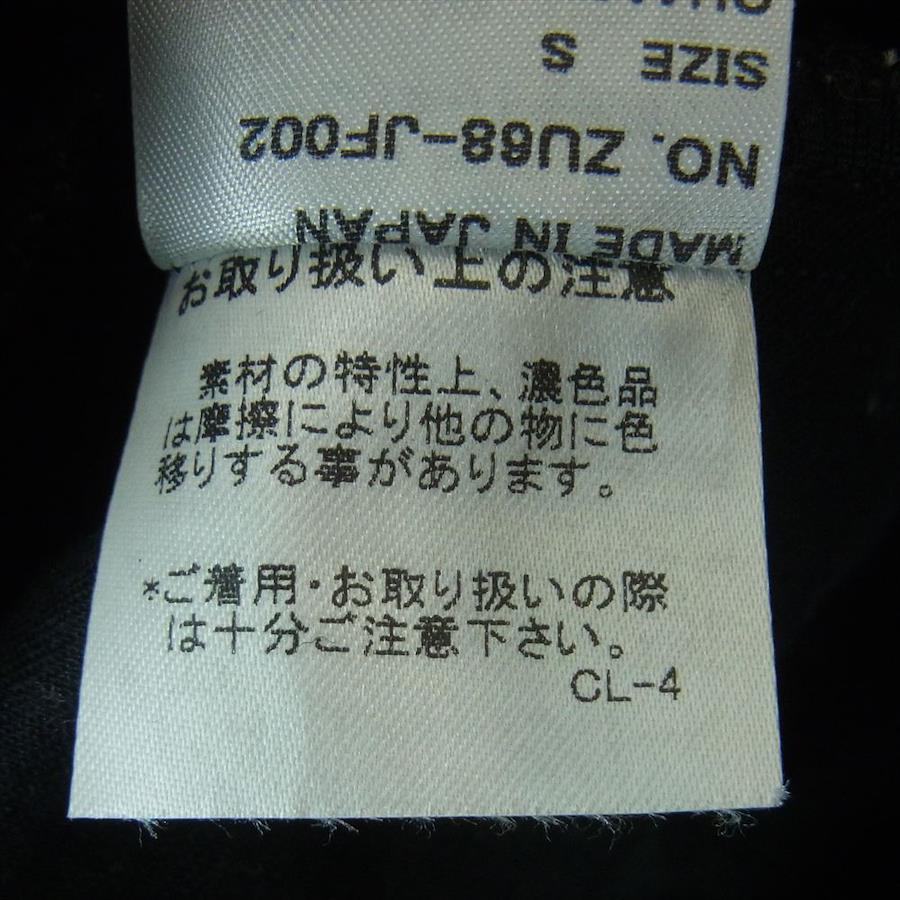 SIZE S
NO. ZU68-JF002
MADE IN JAPAN
お取り扱い上の注意
素材の特性上、濃色品
は摩擦により他の物に色
移りする事があります。
*ご着用・お取り扱いの際
は十分ご注意下さい。
CL-4